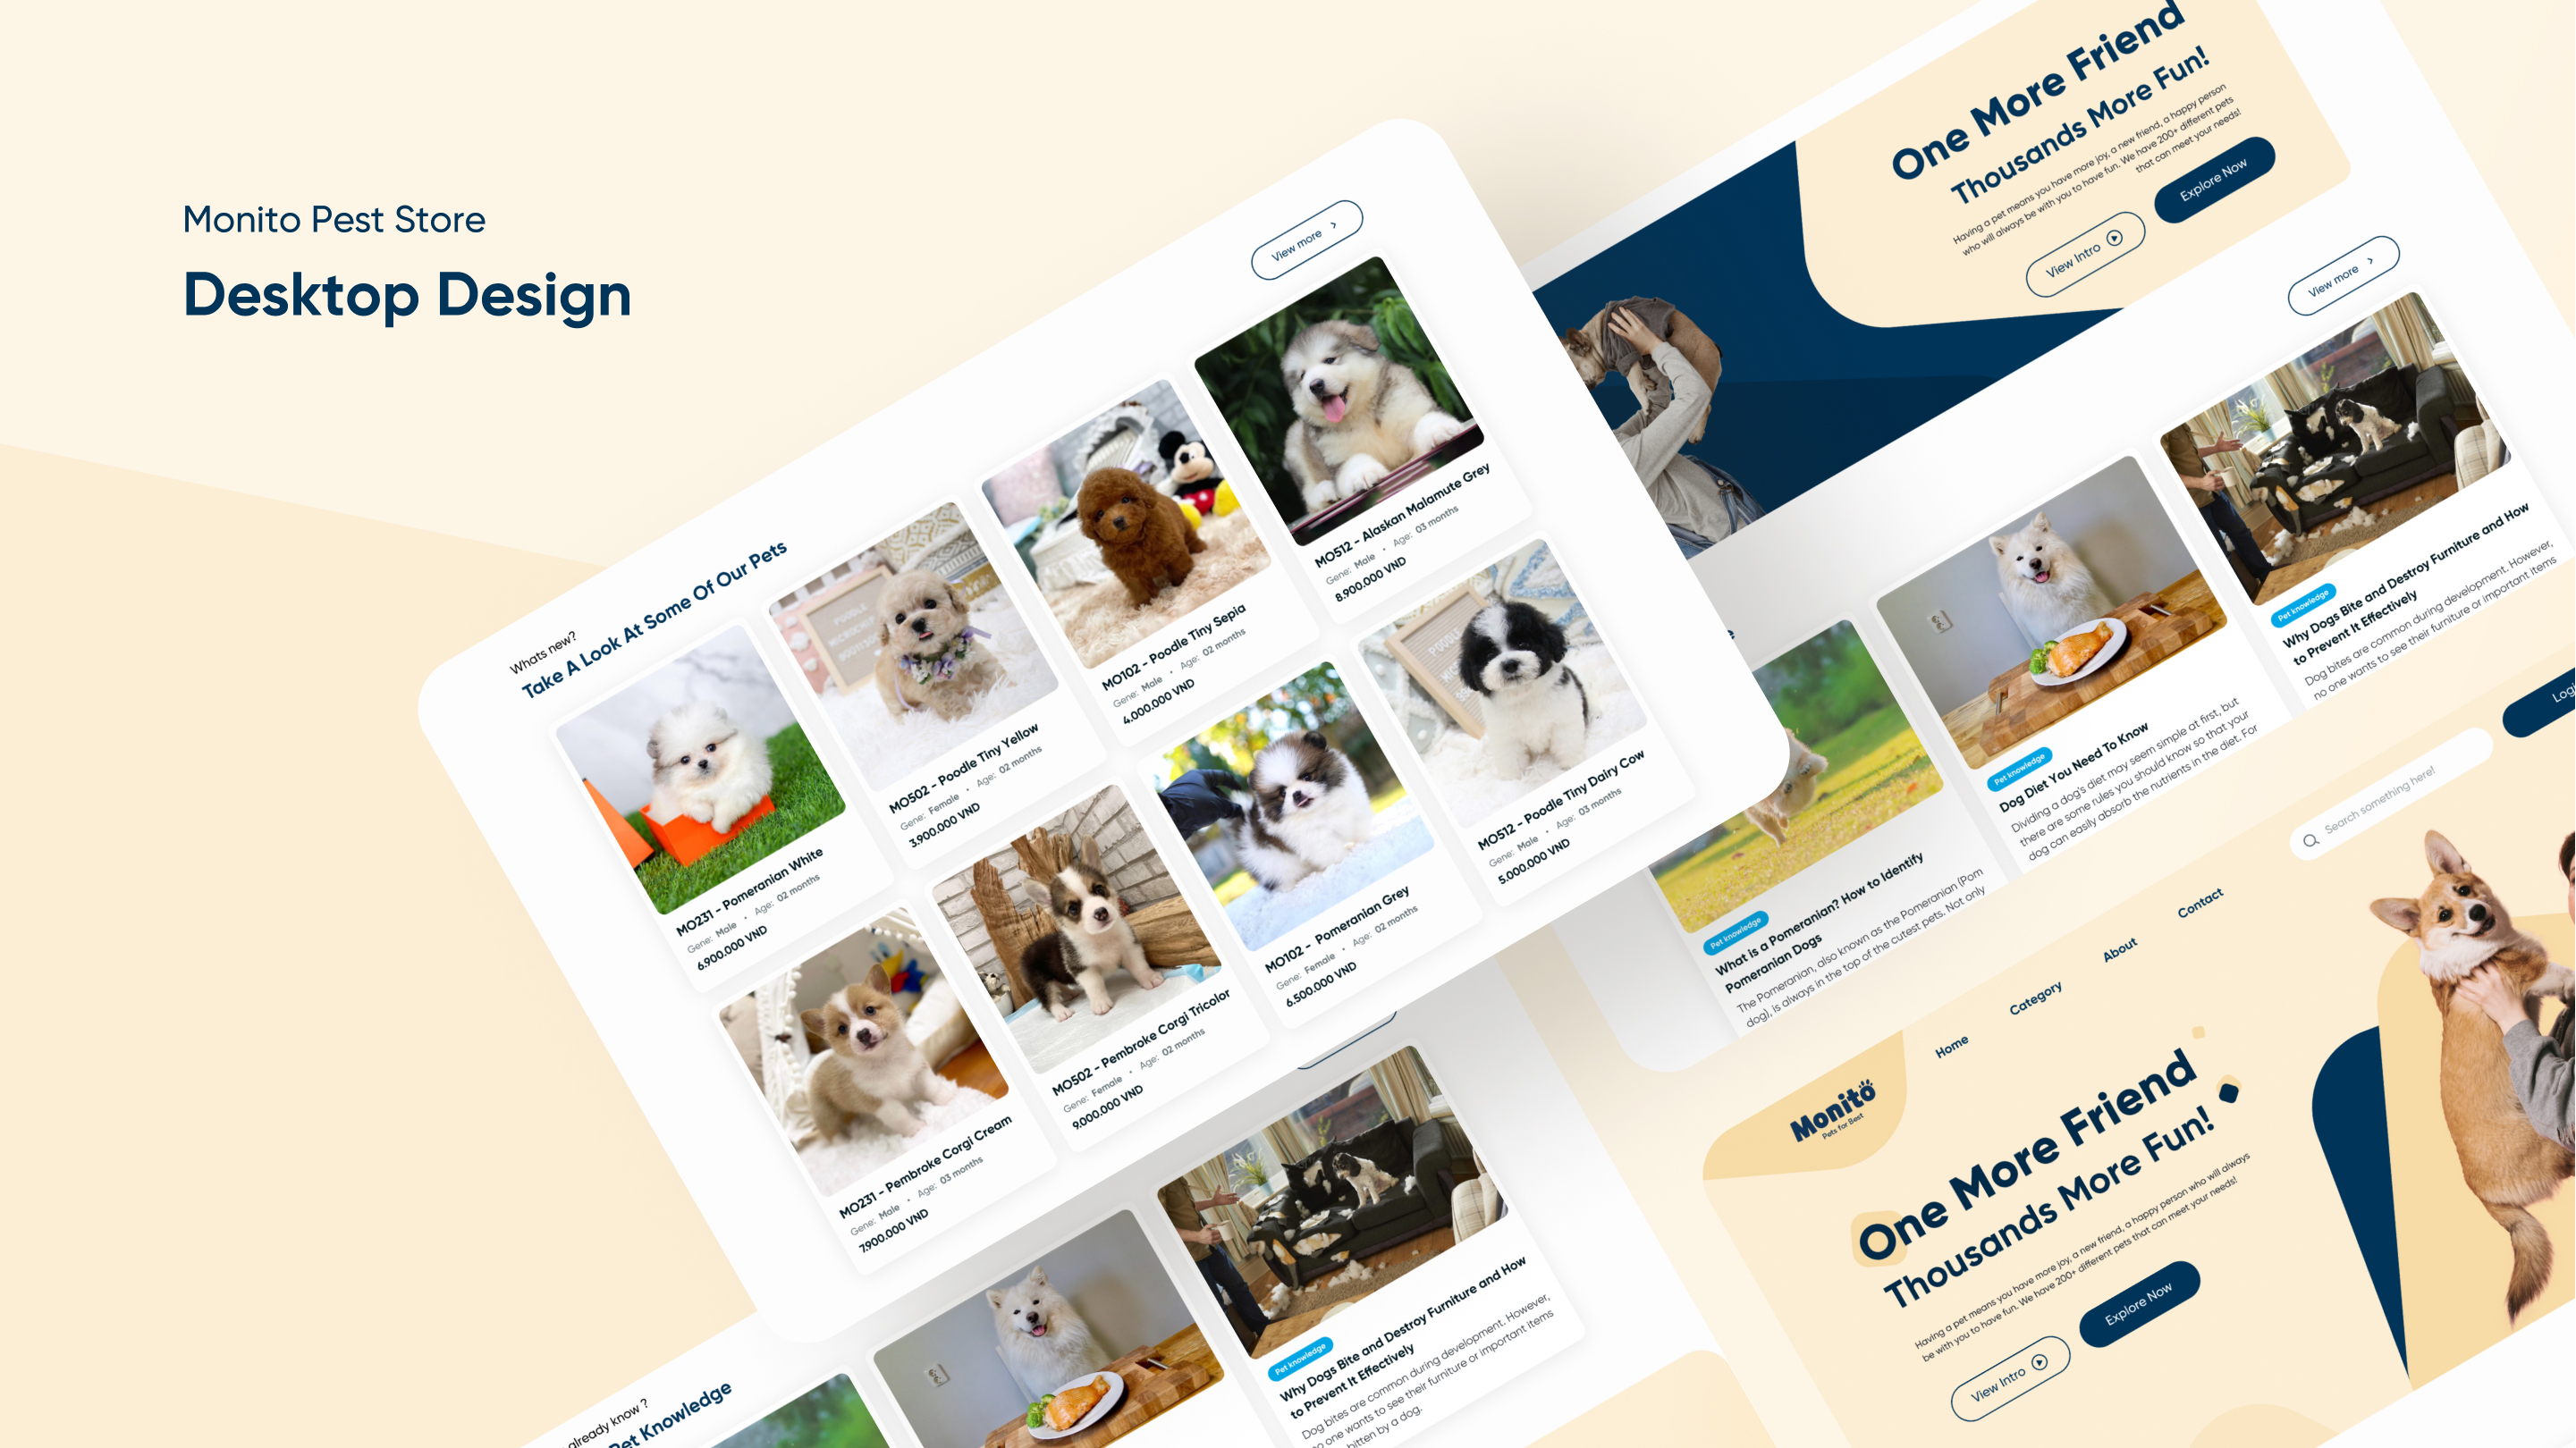 Monito Pest Store
Desktop Design
View more
Whats new?
Take A Look At Some Of Our Pets
MO231 - Pomeranian White
Gene: Male • Age: 02 months
6.900.000 VND
MO502 - Poodle Tiny Yellow
Gene: Female • Age: 02 months
3.900.000 VND
MO102 - Poodle Tiny Sepia
Gene: Male • Age: 02 months
4.000.000 VND
MO512 - Alaskan Malamute Grey
Gene: Male • Age: 03 months
8.900.000 VND
MO231 - Pembroke Corgi Cream
Gene: Male • Age: 03 months
7.900.000 VND
MO502 - Pembroke Corgi Tricolor
Gene: Female • Age: 02 months
9.000.000 VND
MO102 - Pomeranian Grey
Gene: Female • Age: 02 months
6.500.000 VND
MO512 - Poodle Tiny Dairy Cow
Gene: Male • Age: 03 months
5.000.000 VND
One More Friend
Thousands More Fun!
Having a pet means you have more joy, a new friend, a happy person
who will always be with you to have fun. We have 200+ different pets
that can meet your needs!
View Intro
Explore Now
View more
Pet knowledge
What is a Pomeranian? How to Identify
Pomeranian Dogs
The Pomeranian, also known as the Pomeranian (Pom
dog), is always in the top of the cutest pets. Not only
Pet knowledge
Dog Diet You Need To Know
Dividing a dog's diet may seem simple at first, but
there are some rules you should know so that your
dog can easily absorb the nutrients in the diet. For
Pet knowledge
Why Dogs Bite and Destroy Furniture and How
to Prevent It Effectively
Dog bites are common during development. However,
no one wants to see their furniture or important items
Monito
Pets for Best
Home
Category
About
Contact
Search something here!
One More Friend
Thousands More Fun!
Having a pet means you have more joy, a new friend, a happy person who will always
be with you to have fun. We have 200+ different pets that can meet your needs!
View Intro
Explore Now
already know ?
Pet Knowledge
Pet knowledge
Why Dogs Bite and Destroy Furniture and How
to Prevent It Effectively
Dog bites are common during development. However,
no one wants to see their furniture or important items
bitten by a dog.